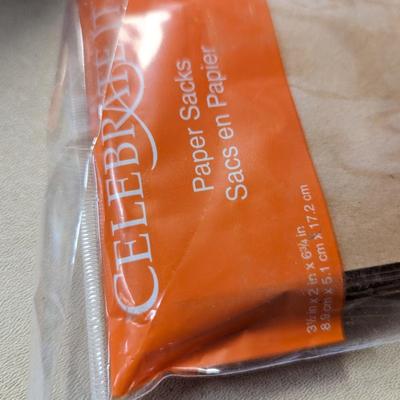 CELEBRATE IT
Paper Sacks
Sacs en Papier
3½ in x 2 in x 6¾ in
8.9 cm x 5.1 cm x 17.2 cm